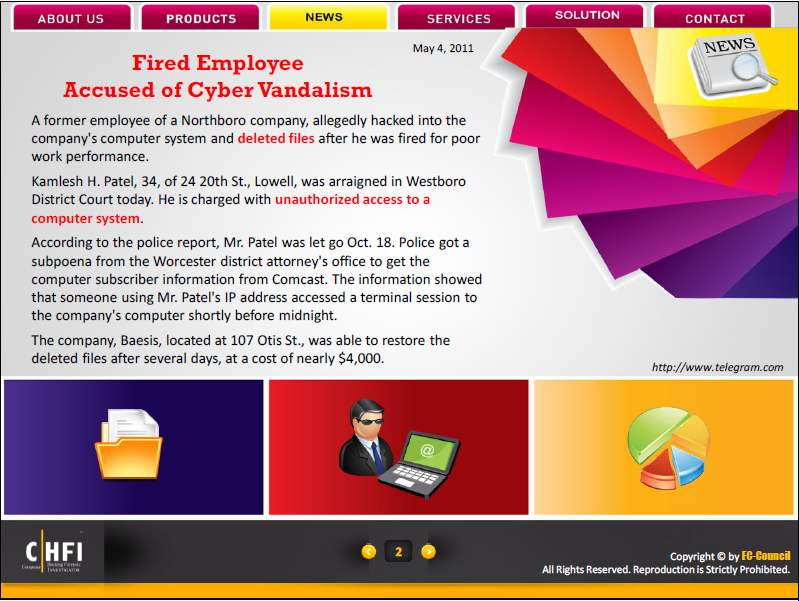 ABOUT US
PRODUCTS
NEWS
SERVICES
SOLUTION
CONTACT
May 4, 2011
NEWS
Fired Employee
Accused of Cyber Vandalism
A former employee of a Northboro company, allegedly hacked into the
company's computer system and deleted files after he was fired for poor
work performance.
Kamlesh H. Patel, 34, of 24 20th St., Lowell, was arraigned in Westboro
District Court today. He is charged with unauthorized access to a
computer system.
According to the police report, Mr. Patel was let go Oct. 18. Police got a
subpoena from the Worcester district attorney's office to get the
computer subscriber information from Comcast. The information showed
that someone using Mr. Patel's IP address accessed a terminal session to
the company's computer shortly before midnight.
The company, Baesis, located at 107 Otis St., was able to restore the
deleted files after several days, at a cost of nearly $4,000.
http://www.telegram.com
@
CHFI
Computer Hacking Forensic
INVESTIGATOR
2
Copyright © by EC-Council
All Rights Reserved. Reproduction is Strictly Prohibited.